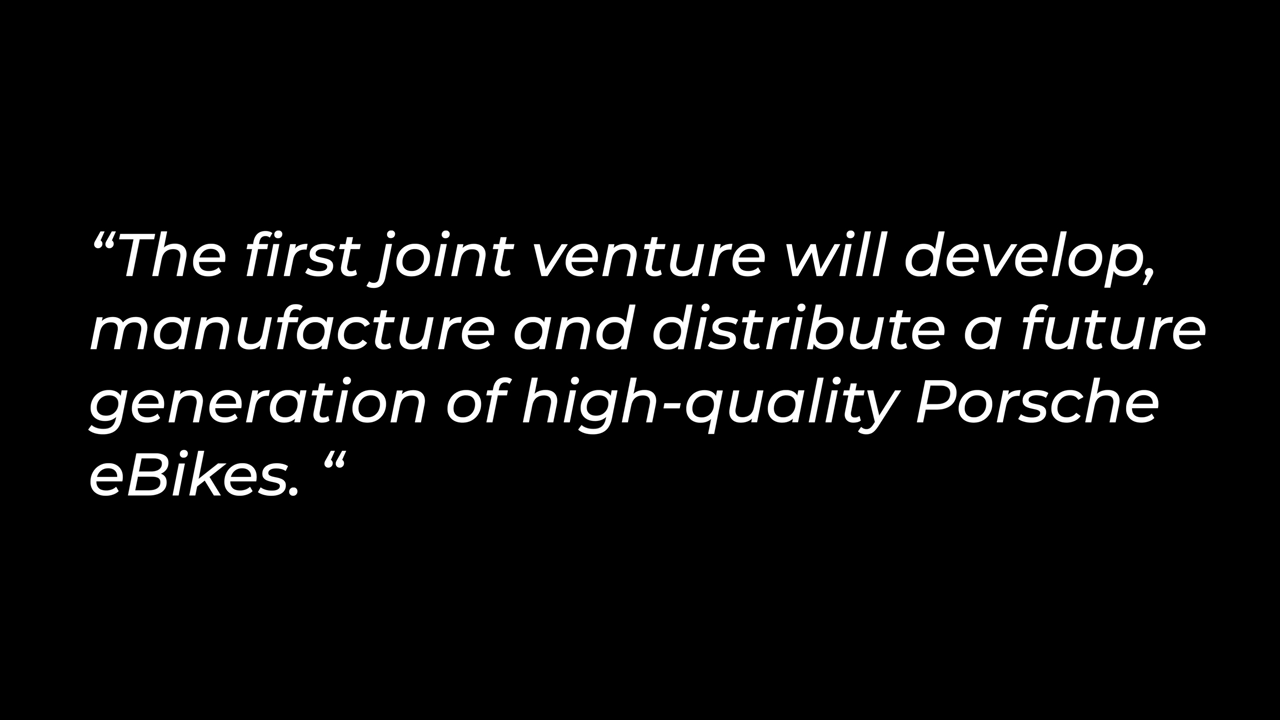 “The first joint venture will develop,
manufacture and distribute a future
generation of high-quality Porsche
eBikes. “